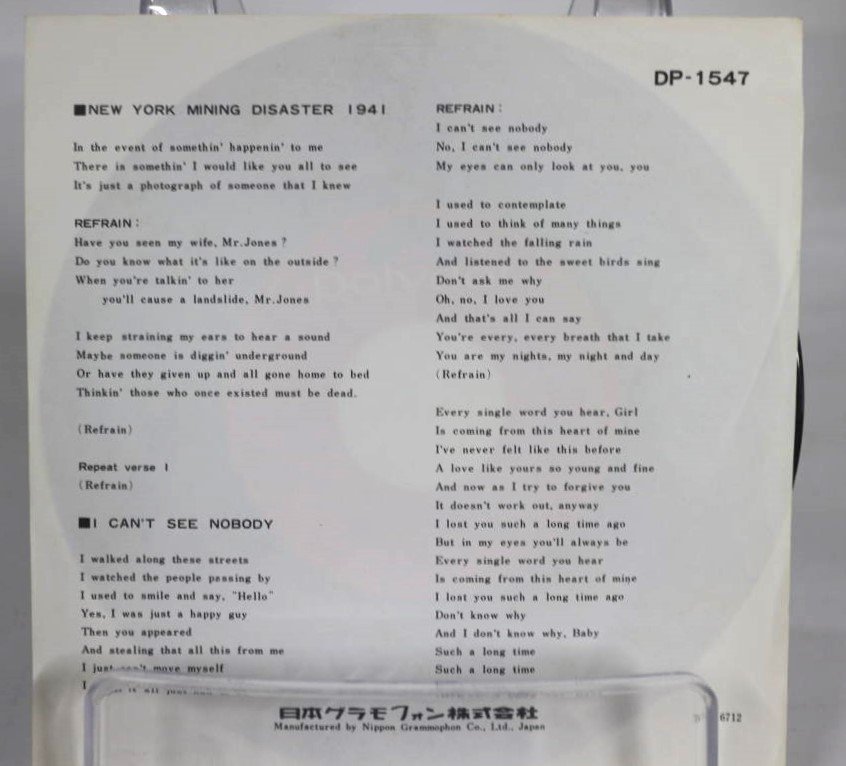 DP-1547
■NEW YORK MINING DISASTER 1941
In the event of somethin' happenin' to me
There is somethin' I would like you all to see
It's just a photograph of someone that I knew
REFRAIN:
Have you seen my wife, Mr.Jones?
Do you know what it's like on the outside?
When you're talkin' to her
you'll cause a landslide, Mr.Jones
I keep straining my ears to hear a sound
Maybe someone is diggin' underground
Or have they given up and all gone home to bed
Thinkin' those who once existed must be dead.
(Refrain)
Repeat verse 1
(Refrain)
■I CAN'T SEE NOBODY
I walked along these streets
I watched the people passing by
I used to smile and say, "Hello"
Yes, I was just a happy guy
Then you appeared
And stealing that all this from me
I just can't move myself
I
REFRAIN:
I can't see nobody
No, I can't see nobody
My eyes can only look at you, you
I used to contemplate
I used to think of many things
I watched the falling rain
And listened to the sweet birds sing
Don't ask me why
Oh, no, I love you
And that's all I can say
You're every, every breath that I take
You are my nights, my night and day
(Refrain)
Every single word you hear, Girl
Is coming from this heart of mine
I've never felt like this before
A love like yours so young and fine
And now as I try to forgive you
It doesn't work out, anyway
I lost you such a long time ago
But in my eyes you'll always be
Every single word you hear
Is coming from this heart of mine
I lost you such a long time ago
Don't know why
And I don't know why, Baby
Such a long time
Such a long time
日本グラモフォン株式会社
Manufactured by Nippon Grammophon Co., Ltd., Japan
6712